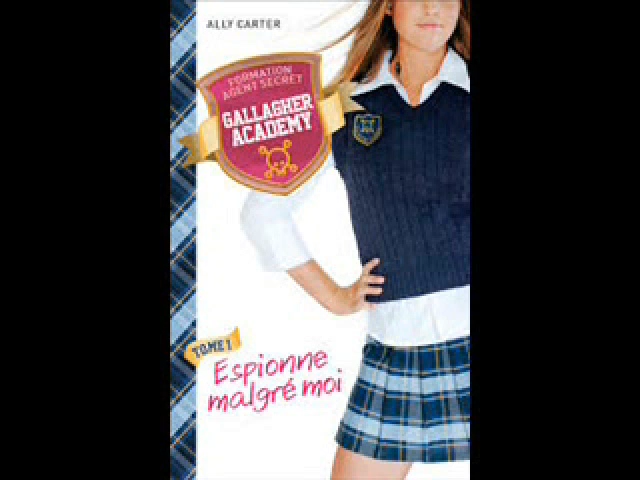 ALLY CARTER
FORMATION
AGENT SECRET
GALLAGHER
ACADEMY
TOME 1
Espionne
malgré moi